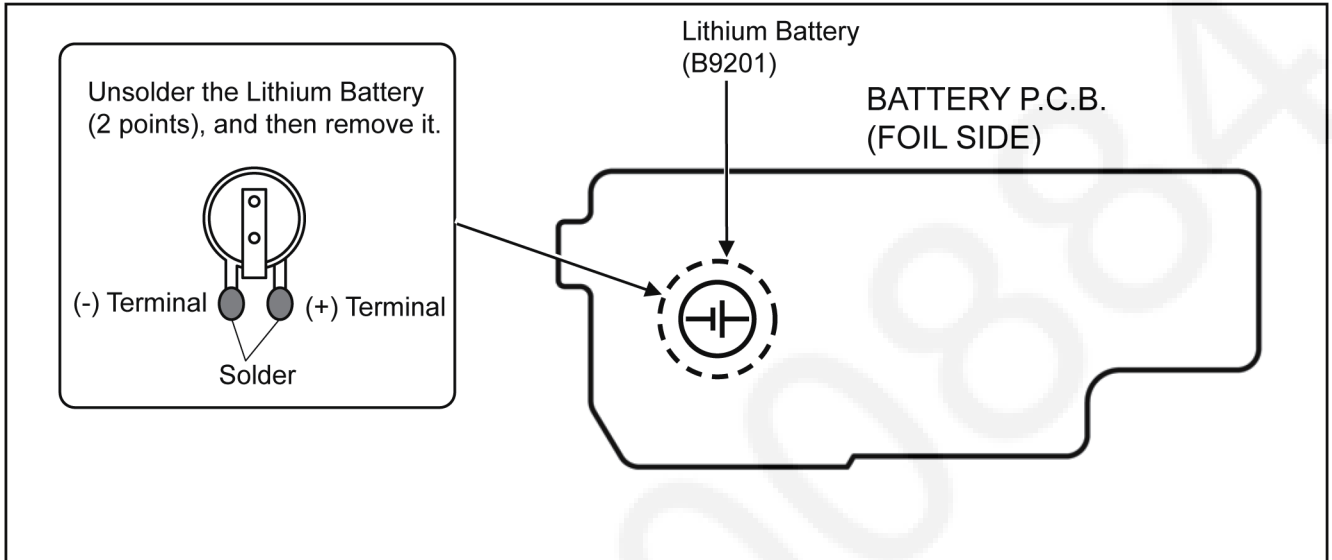 Lithium Battery
(B9201)
Unsolder the Lithium Battery
(2 points), and then remove it.
BATTERY P.C.B.
(FOIL SIDE)
(-) Terminal
(+) Terminal
Solder